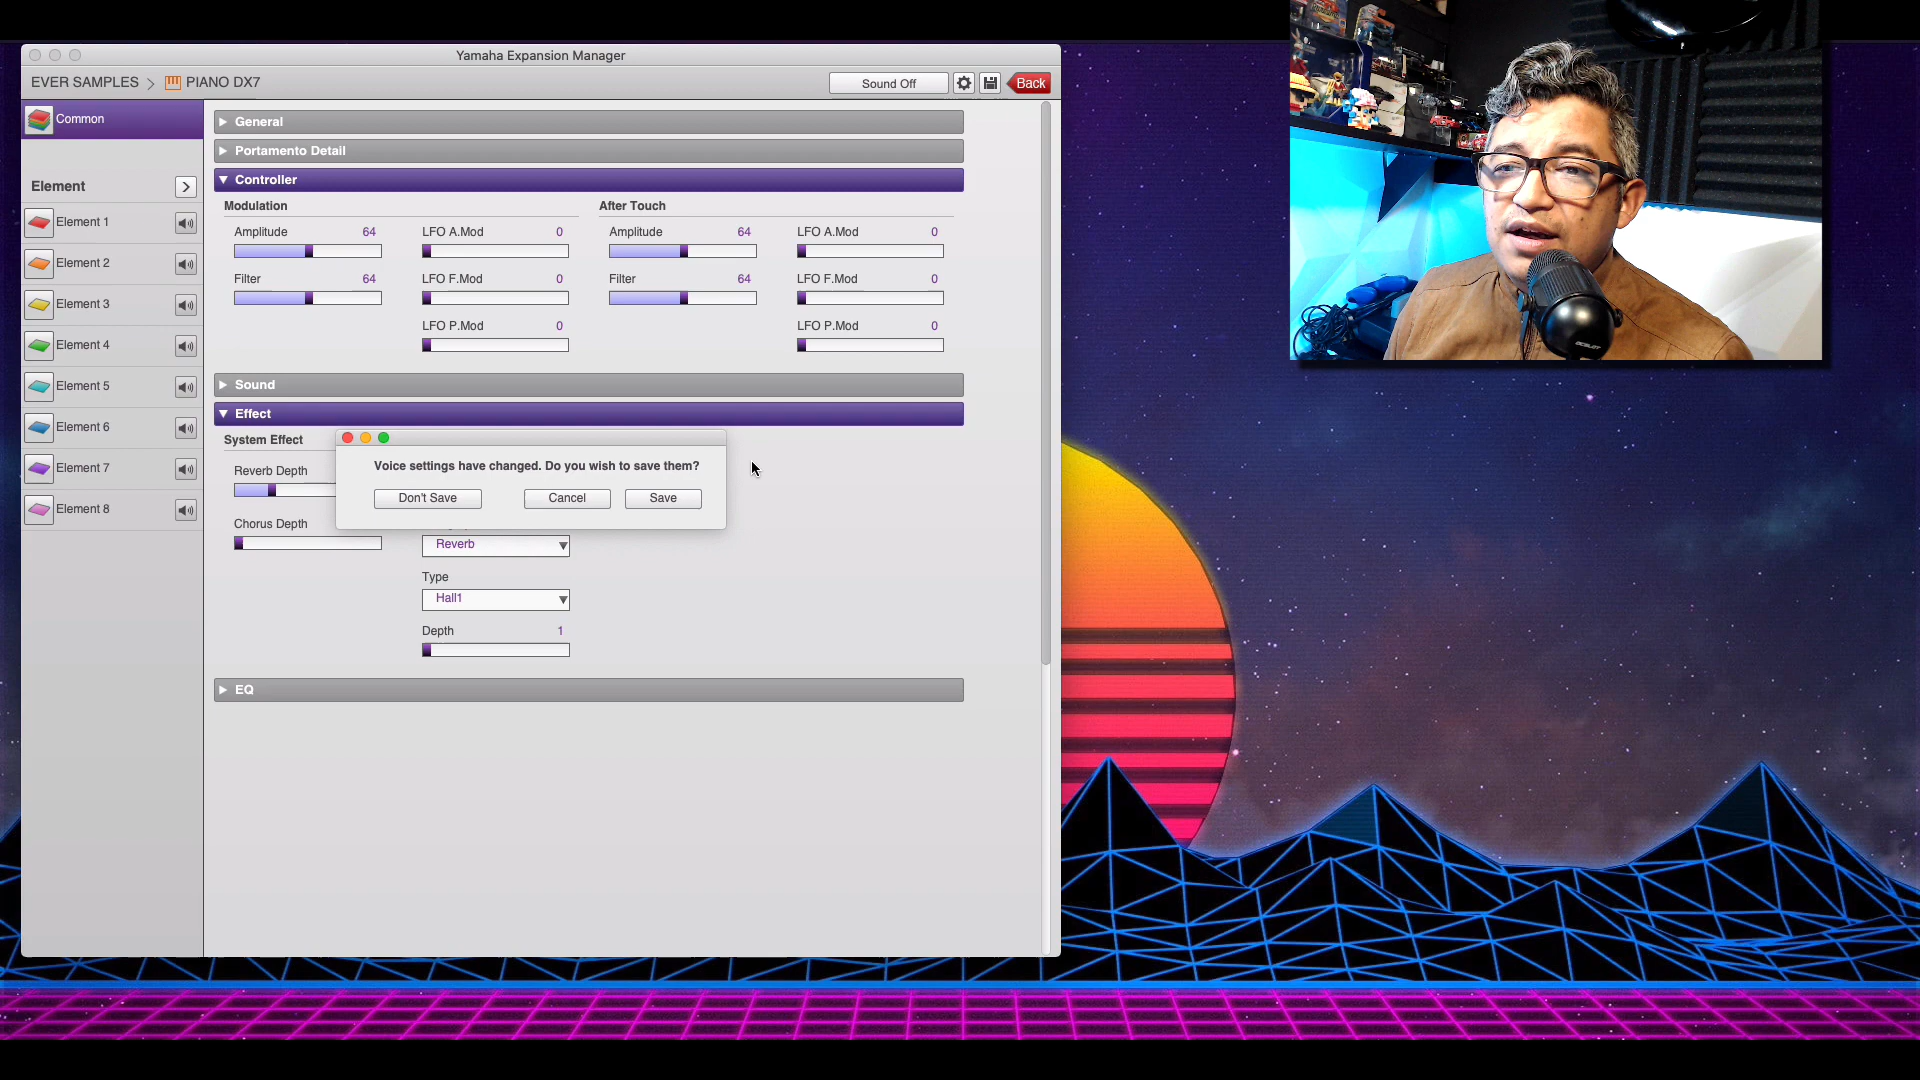 Yamaha Expansion Manager
EVER SAMPLES > PIANO DX7
Sound Off
Back
Common
Element
Element 1
Element 2
Element 3
Element 4
Element 5
Element 6
Element 7
Element 8
General
Portamento Detail
Controller
Modulation
After Touch
Amplitude 64
LFO A.Mod 0
Amplitude 64
LFO A.Mod 0
Filter 64
LFO F.Mod 0
Filter 64
LFO F.Mod 0
LFO P.Mod 0
LFO P.Mod 0
Sound
Effect
System Effect
Reverb Depth
Voice settings have changed. Do you wish to save them?
Don't Save
Cancel
Save
Chorus Depth
Reverb
Type
Hall1
Depth 1
EQ